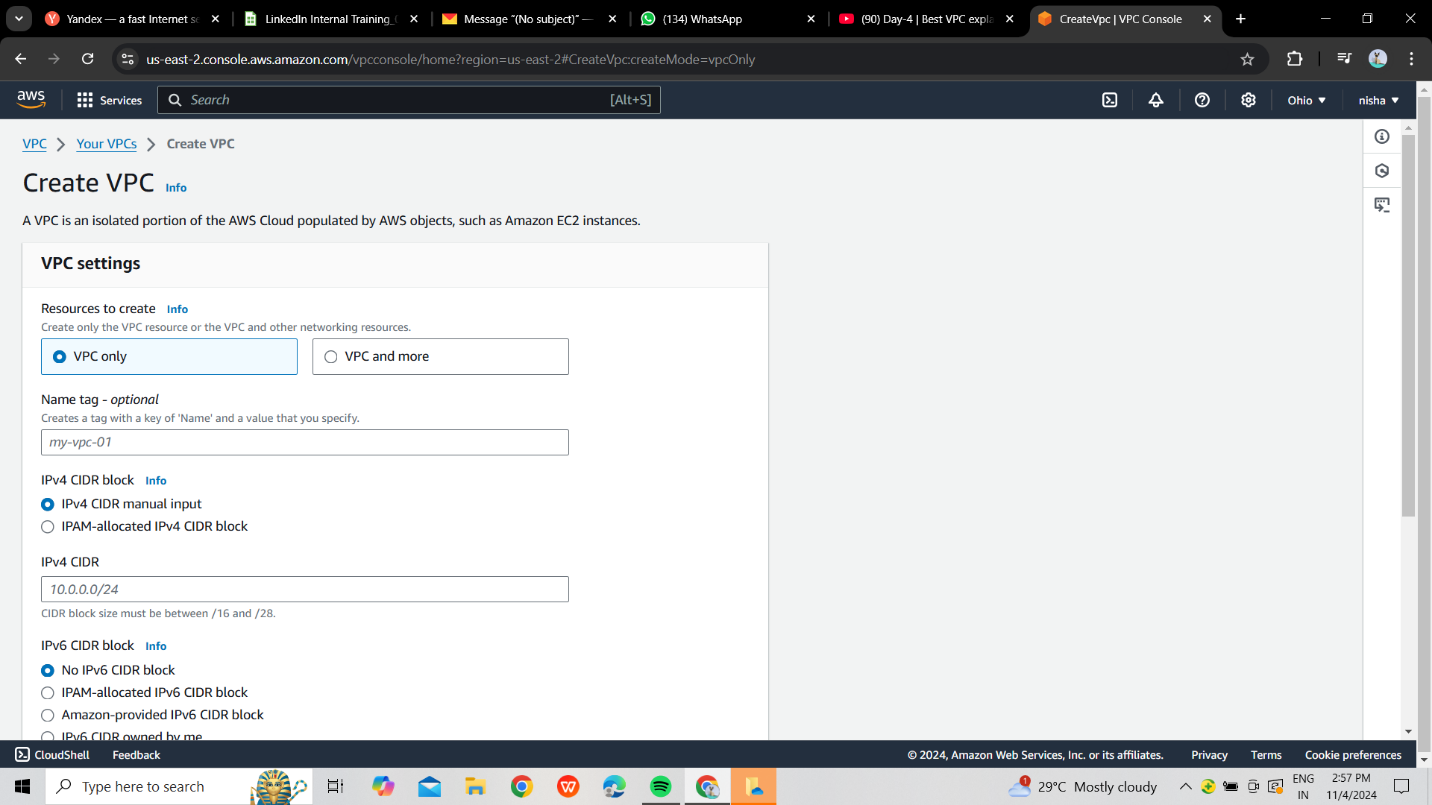 Yandex — a fast Internet se
LinkedIn Internal Training_
Message “(No subject)” —
(134) WhatsApp
(90) Day-4 | Best VPC expla
CreateVpc | VPC Console
us-east-2.console.aws.amazon.com/vpcconsole/home?region=us-east-2#CreateVpc:createMode=vpcOnly
aws
Services
Search
[Alt+S]
Ohio
nisha
VPC
Your VPCs
Create VPC
Create VPC Info
A VPC is an isolated portion of the AWS Cloud populated by AWS objects, such as Amazon EC2 instances.
VPC settings
Resources to create Info
Create only the VPC resource or the VPC and other networking resources.
VPC only
VPC and more
Name tag - optional
Creates a tag with a key of 'Name' and a value that you specify.
my-vpc-01
IPv4 CIDR block Info
IPv4 CIDR manual input
IPAM-allocated IPv4 CIDR block
IPv4 CIDR
10.0.0.0/24
CIDR block size must be between /16 and /28.
IPv6 CIDR block Info
No IPv6 CIDR block
IPAM-allocated IPv6 CIDR block
Amazon-provided IPv6 CIDR block
IPv6 CIDR owned by me
CloudShell
Feedback
© 2024, Amazon Web Services, Inc. or its affiliates.
Privacy
Terms
Cookie preferences
Type here to search
1
29°C Mostly cloudy
ENG
IN
2:57 PM
11/4/2024